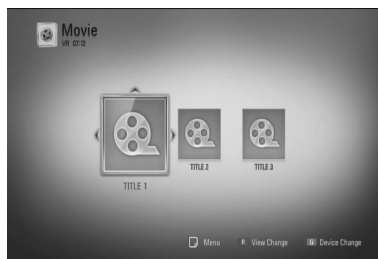 Movie
VR 07:12
TITLE 1
TITLE 2
TITLE 3
Menu R View Change G Device Change